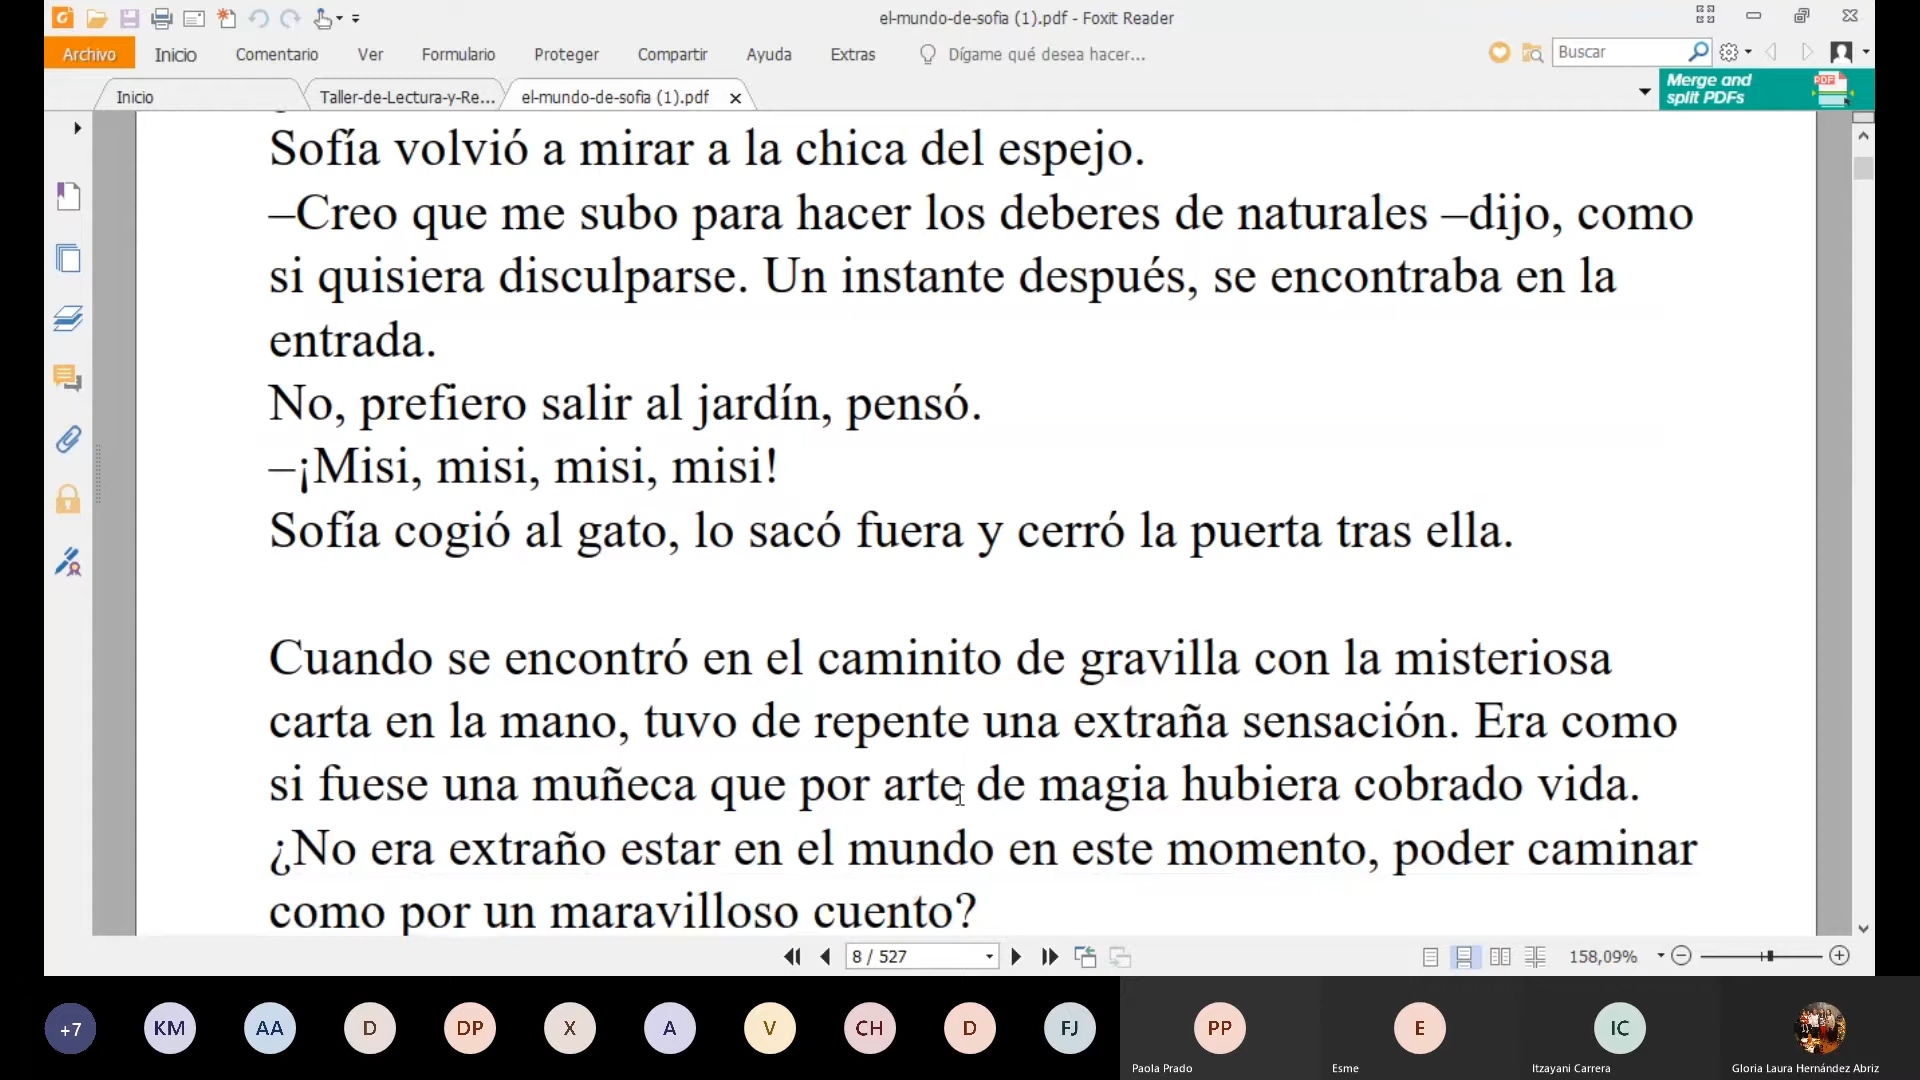 el-mundo-de-sofia (1).pdf - Foxit Reader
Archivo Inicio Comentario Ver Formulario Proteger Compartir Ayuda Extras Dígame qué desea hacer... Buscar
Inicio Taller-de-Lectura-y-Re... el-mundo-de-sofia (1).pdf
Merge and
split PDFs
PDF
Sofía volvió a mirar a la chica del espejo.
–Creo que me subo para hacer los deberes de naturales –dijo, como
si quisiera disculparse. Un instante después, se encontraba en la
entrada.
No, prefiero salir al jardín, pensó.
–¡Misi, misi, misi, misi!
Sofía cogió al gato, lo sacó fuera y cerró la puerta tras ella.
Cuando se encontró en el caminito de gravilla con la misteriosa
carta en la mano, tuvo de repente una extraña sensación. Era como
si fuese una muñeca que por arte de magia hubiera cobrado vida.
¿No era extraño estar en el mundo en este momento, poder caminar
como por un maravilloso cuento?
8 / 527 158,09%
+7 KM AA D DP X A V CH D FJ PP E IC
Paola Prado Esme Itzayani Carrera Gloria Laura Hernández Abriz